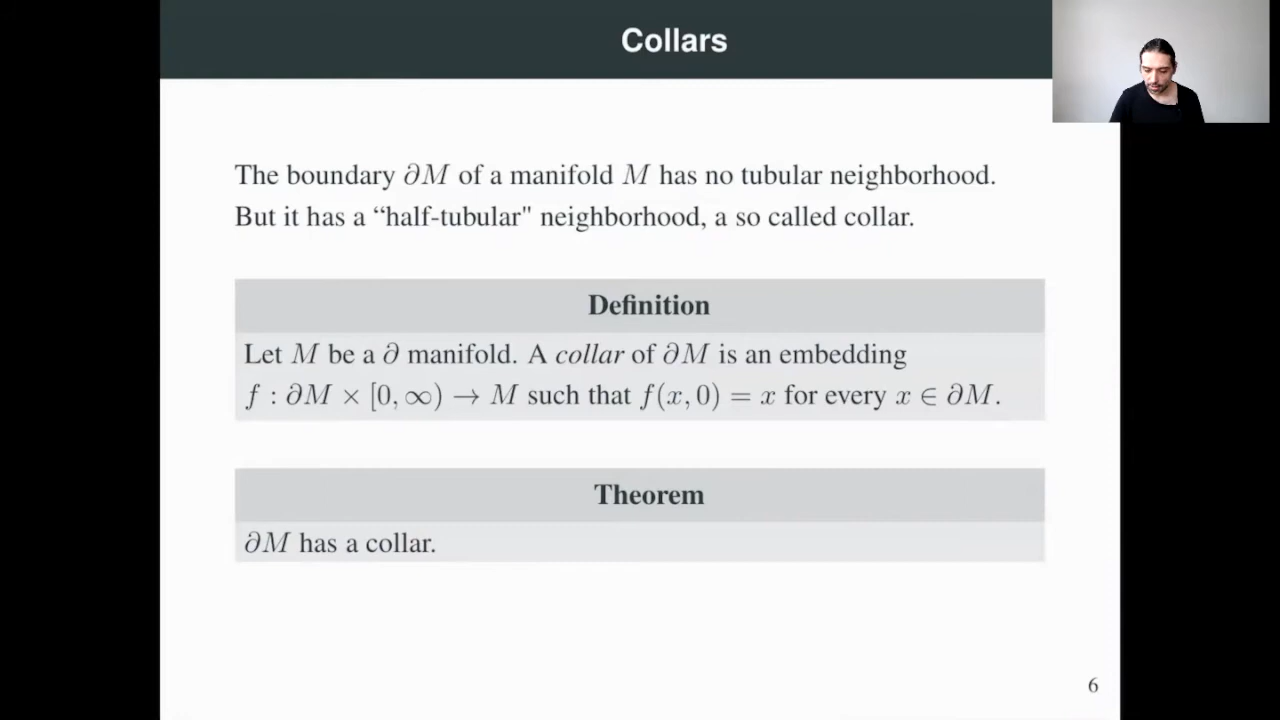 Collars
The boundary ∂M of a manifold M has no tubular neighborhood.
But it has a “half-tubular" neighborhood, a so called collar.
Definition
Let M be a ∂ manifold. A collar of ∂M is an embedding
f : ∂M × [0, ∞) → M such that f(x, 0) = x for every x ∈ ∂M.
Theorem
∂M has a collar.
6